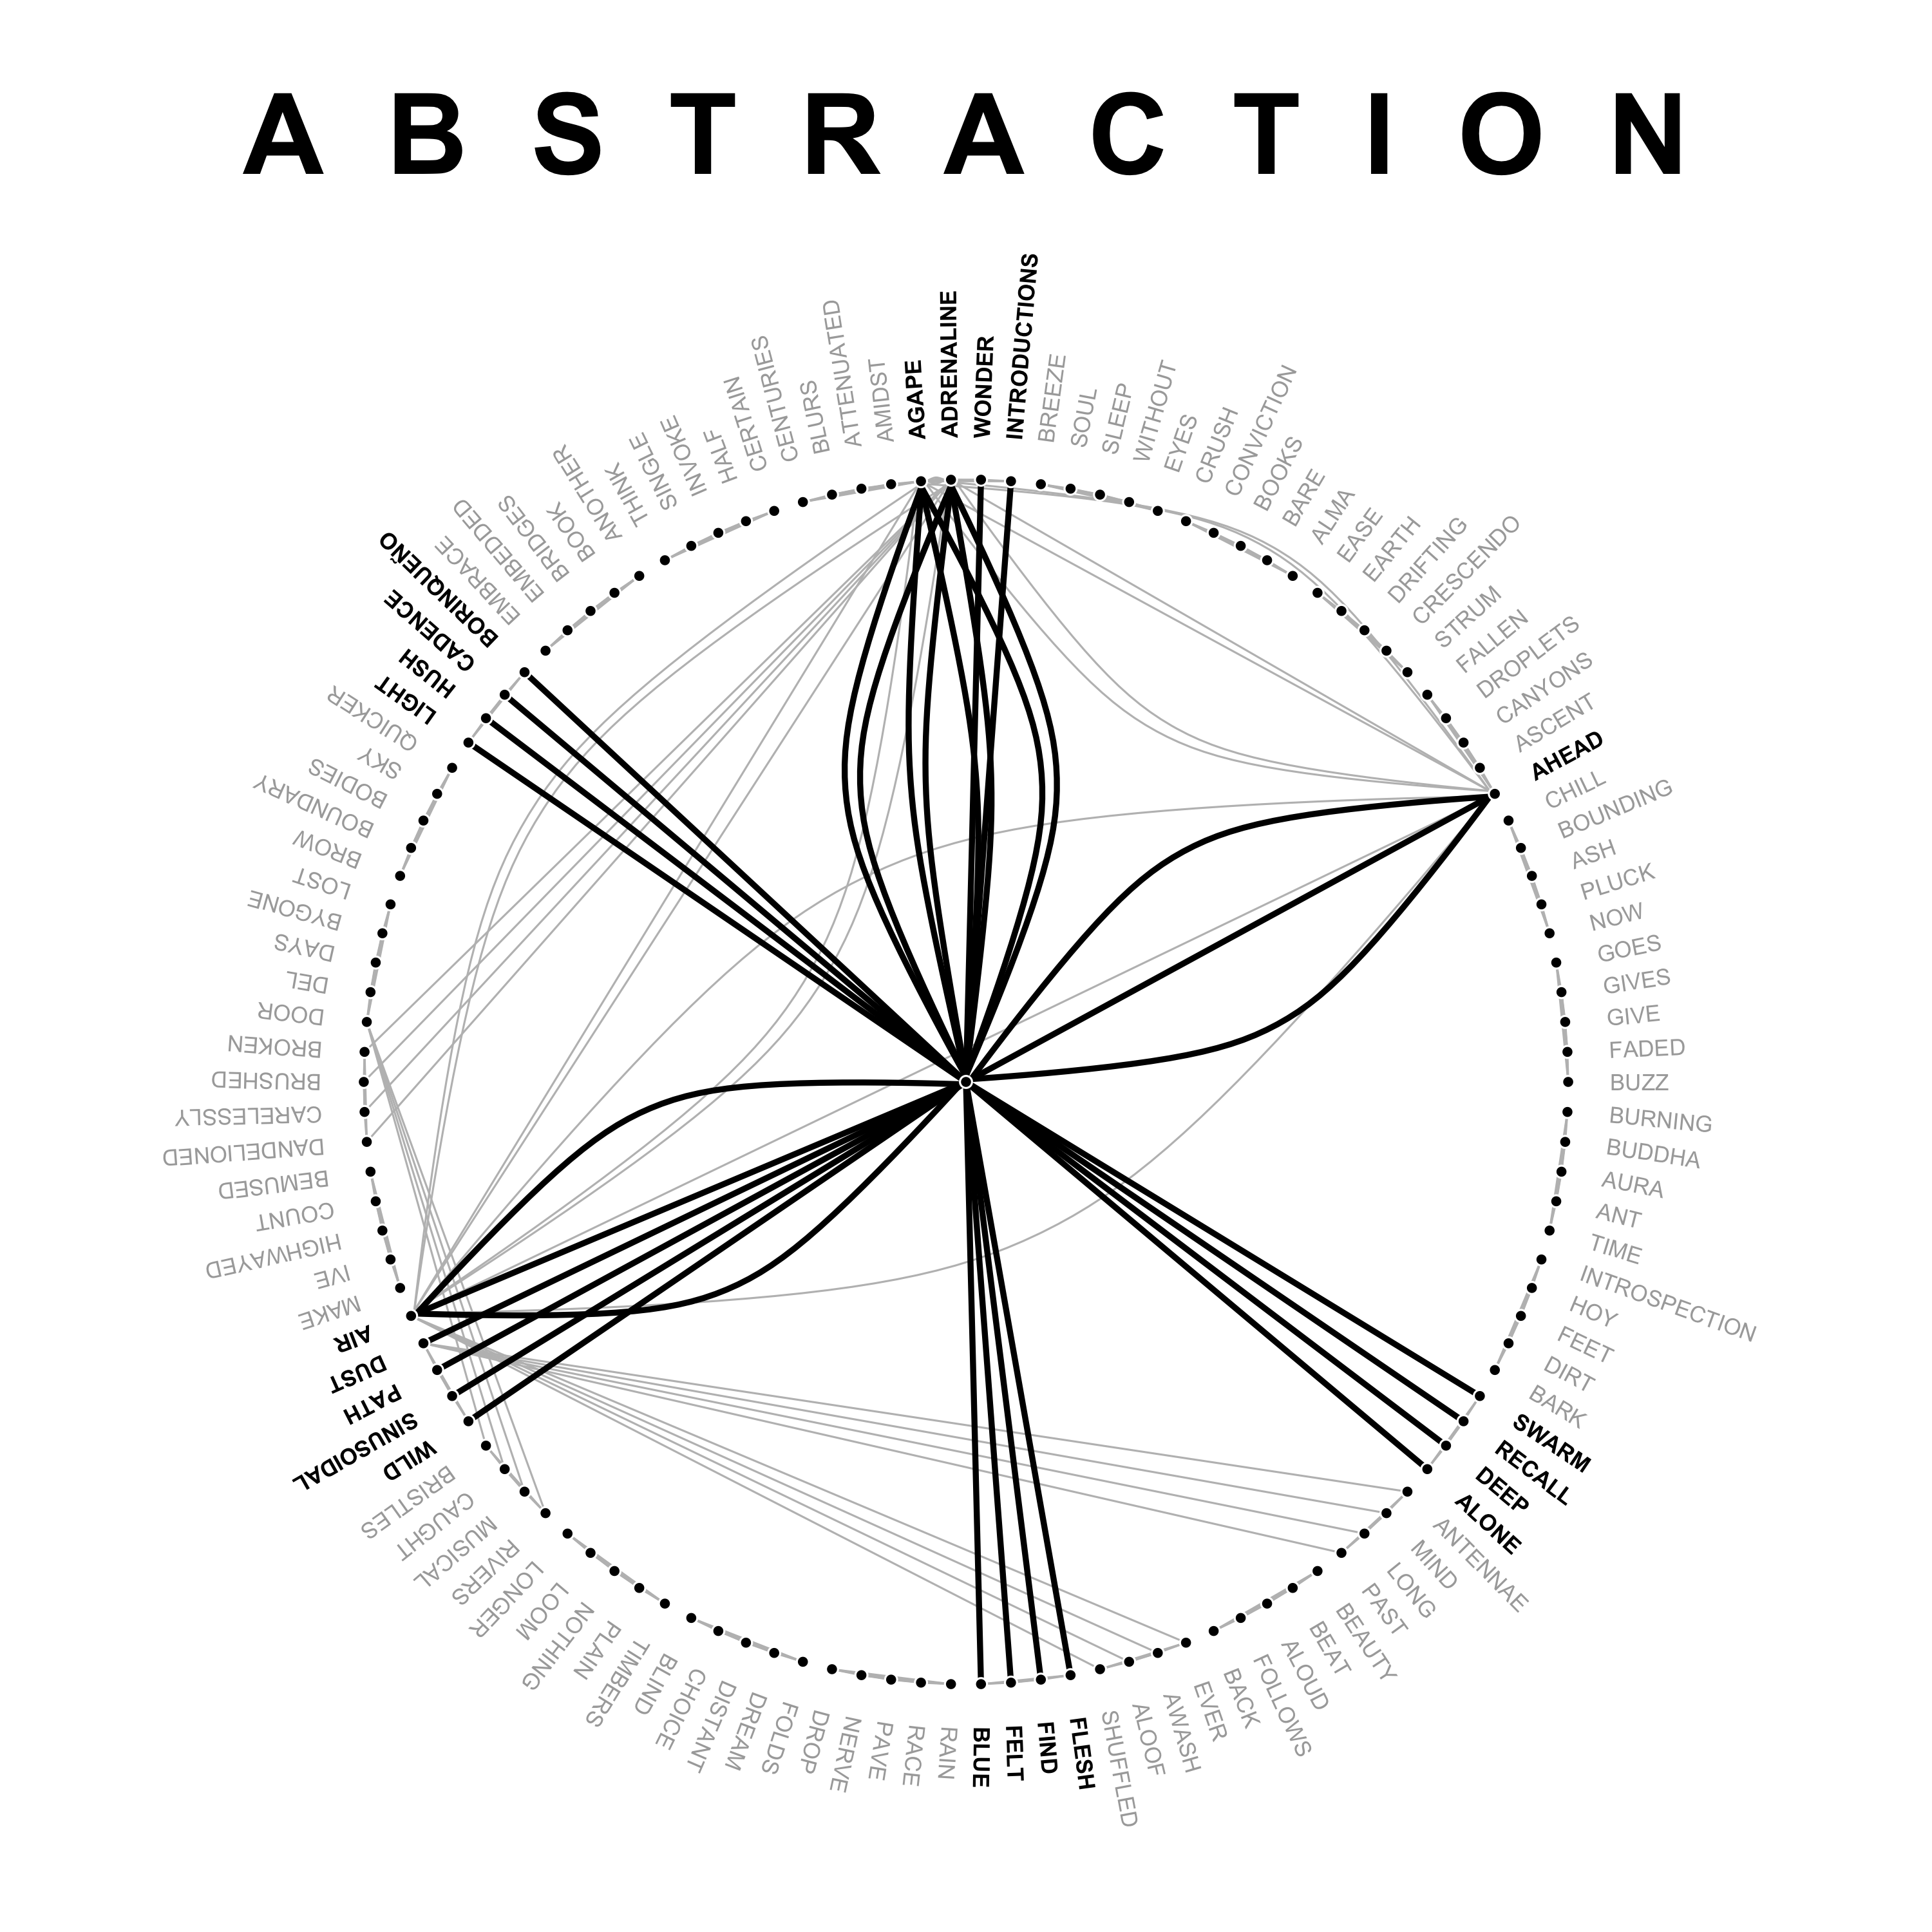 A B S T R A C T I O N
ADRENALINE
WONDER
INTRODUCTIONS
BREEZE
SOUL
SLEEP
WITHOUT
EYES
CRUSH
CONVICTION
BOOKS
BARE
ALMA
EASE
EARTH
DRIFTING
CRESCENDO
STRUM
FALLEN
DROPLETS
CANYONS
ASCENT
AHEAD
CHILL
BOUNDING
ASH
PLUCK
NOW
GOES
GIVES
GIVE
FADED
BUZZ
BURNING
BUDDHA
AURA
ANT
TIME
INTROSPECTION
HOY
FEET
DIRT
BARK
SWARM
RECALL
DEEP
ALONE
ANTENNAE
MIND
LONG
PAST
BEAUTY
BEAT
ALOUD
FOLLOWS
BACK
EVER
AWASH
ALOOF
SHUFFLED
FLESH
FIND
FELT
BLUE
RAIN
RACE
PAVE
NERVE
DROP
FOLDS
DREAM
DISTANT
CHOICE
BLIND
TIMBERS
PLAIN
NOTHING
LOOM
LONGER
RIVERS
MUSICAL
CAUGHT
BRISTLES
WILD
SINUSOIDAL
PATH
DUST
AIR
MAKE
IVE
HIGHWAYED
COUNT
BEMUSED
DANDELIONED
CARELESSLY
BRUSHED
BROKEN
DOOR
DEL
DAYS
BYGONE
LOST
BROW
BOUNDARY
BODIES
SKY
QUICKER
LIGHT
HUSH
CADENCE
BORINQUEÑO
EMBRACE
EMBEDDED
BRIDGES
BOOK
ANOTHER
THINK
SINGLE
INVOKE
HALF
CERTAIN
CENTURIES
BLURS
ATTENUATED
AMIDST
AGAPE